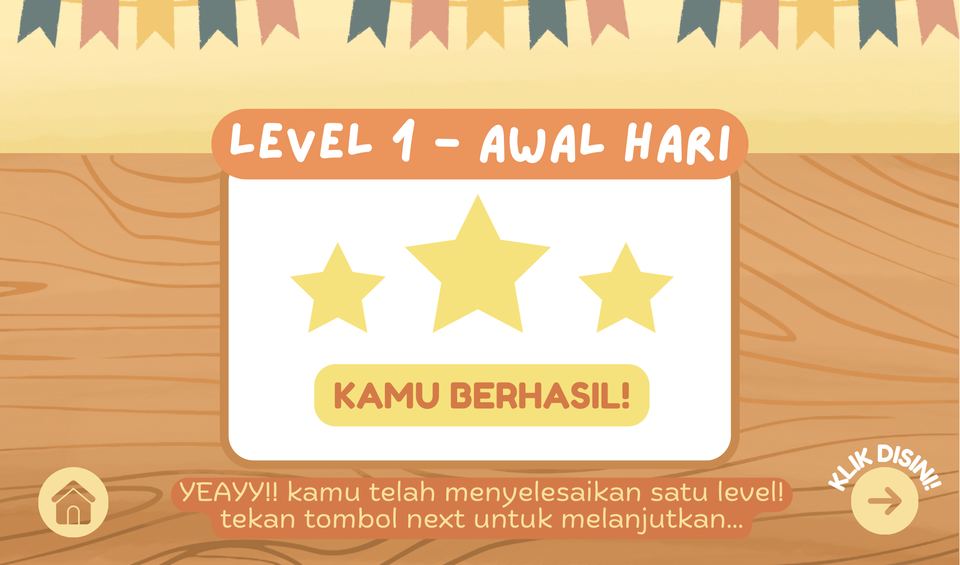 LEVEL 1 - AWAL HARI
KAMU BERHASIL!
YEAYY!! kamu telah menyelesaikan satu level!
tekan tombol next untuk melanjutkan...
KLIK DISINI!!